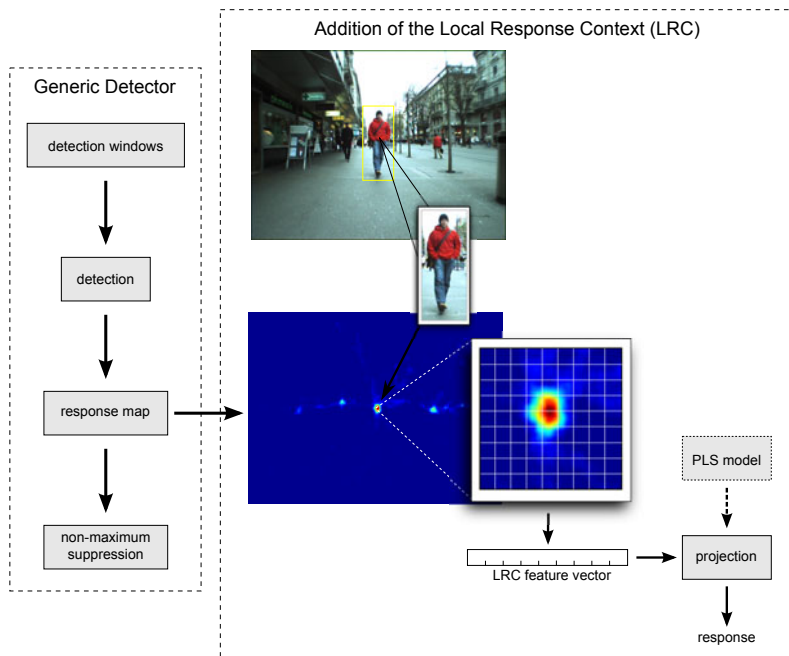 Addition of the Local Response Context (LRC)
Generic Detector
detection windows
detection
response map
non-maximum
suppression
PLS model
projection
LRC feature vector
response